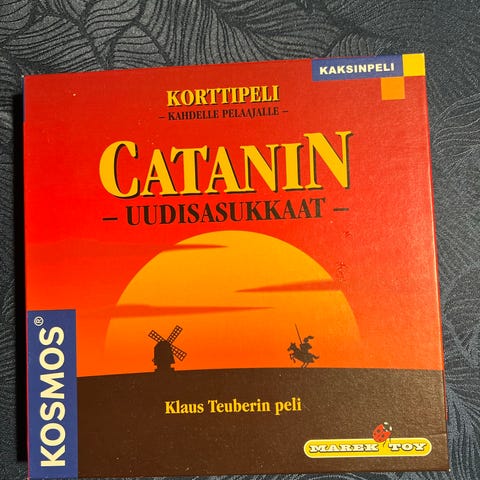 KAKSINPELI
KORTTIPELI
– KAHDELLE PELAAJALLE –
CATANIN
– UUDISASUKKAAT –
KOSMOS®
Klaus Teuberin peli
MAREK TOY